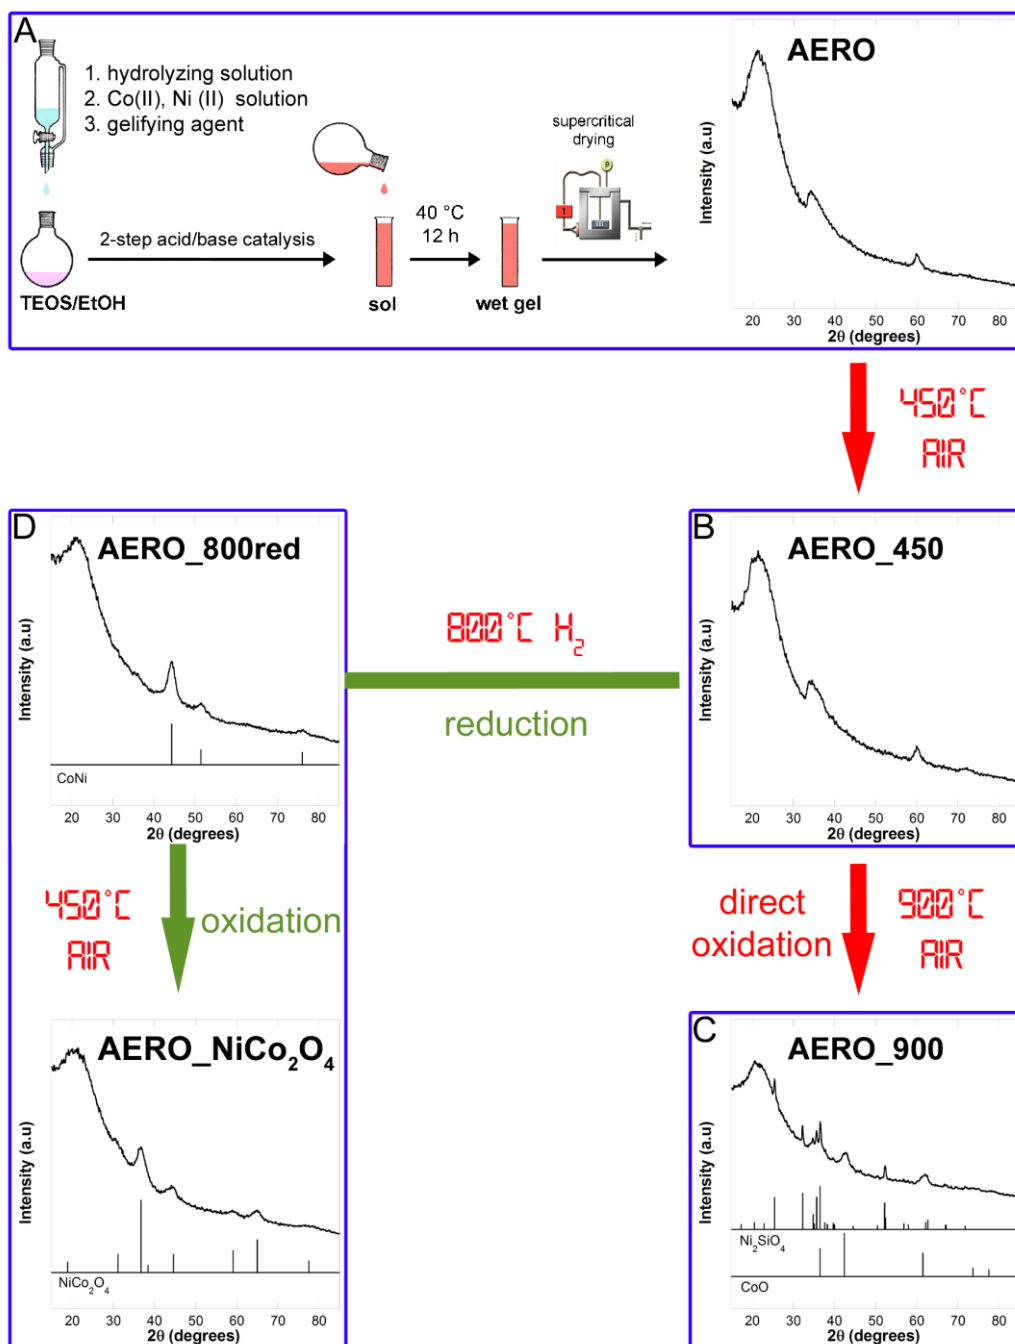 A
1. hydrolyzing solution
2. Co(II), Ni (II) solution
3. gelifying agent
2-step acid/base catalysis
TEOS/EtOH
sol
40 °C
12 h
wet gel
supercritical
drying
P
T
AERO
Intensity (a.u)
20 30 40 50 60 70 80
2θ (degrees)
450°C
AIR
D
AERO_800red
Intensity (a.u)
CoNi
20 30 40 50 60 70 80
2θ (degrees)
800°C H₂
reduction
B
AERO_450
Intensity (a.u)
20 30 40 50 60 70 80
2θ (degrees)
450°C
AIR
oxidation
direct
oxidation
900°C
AIR
AERO_NiCo₂O₄
Intensity (a.u)
NiCo₂O₄
20 30 40 50 60 70 80
2θ (degrees)
C
AERO_900
Intensity (a.u)
Ni₂SiO₄
CoO
20 30 40 50 60 70 80
2θ (degrees)